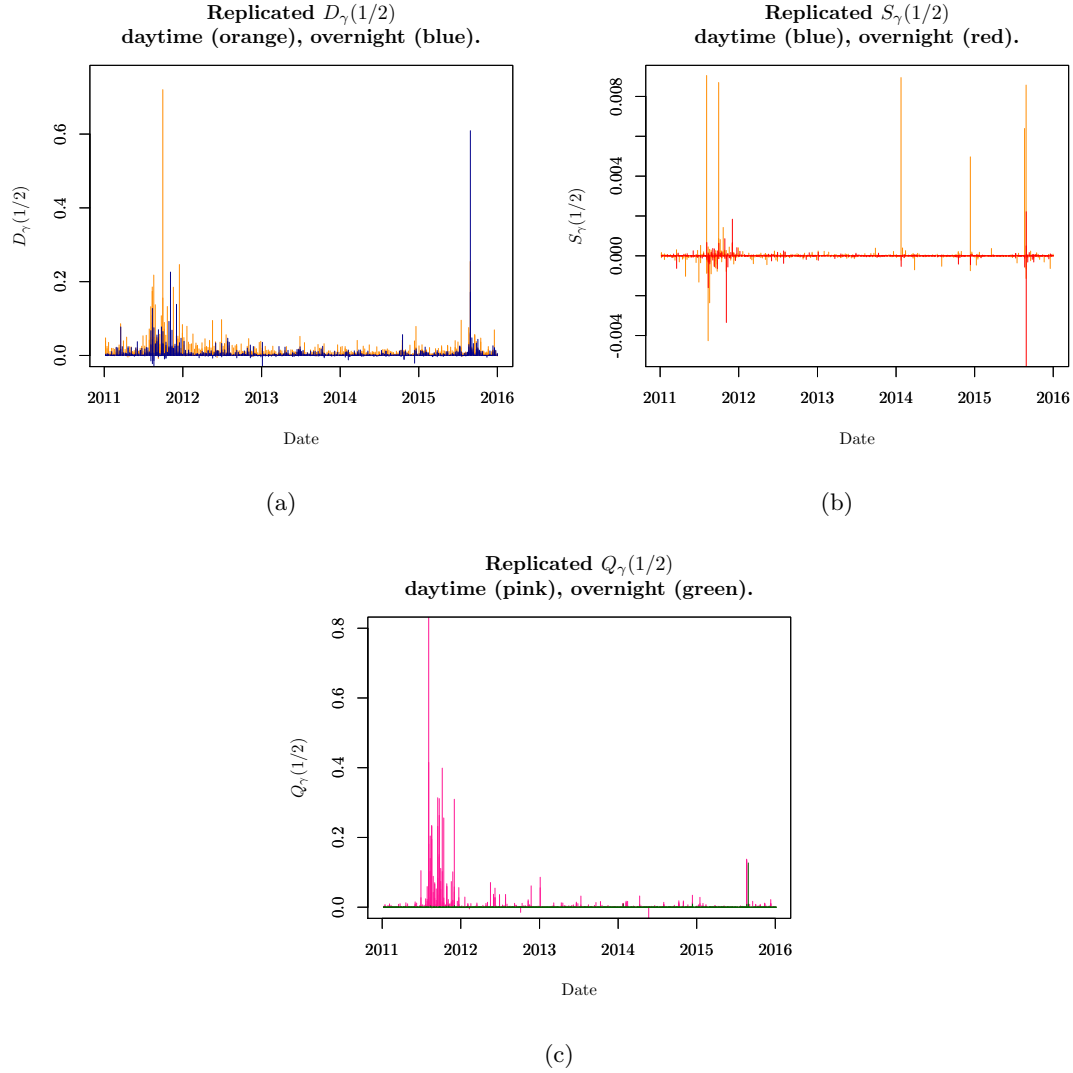 Replicated D_γ(1/2)
daytime (orange), overnight (blue).
D_γ(1/2)
0.6
0.4
0.2
0.0
2011 2012 2013 2014 2015 2016
Date
(a)
Replicated S_γ(1/2)
daytime (blue), overnight (red).
S_γ(1/2)
0.008
0.004
0.000
-0.004
2011 2012 2013 2014 2015 2016
Date
(b)
Replicated Q_γ(1/2)
daytime (pink), overnight (green).
Q_γ(1/2)
0.8
0.6
0.4
0.2
0.0
2011 2012 2013 2014 2015 2016
Date
(c)